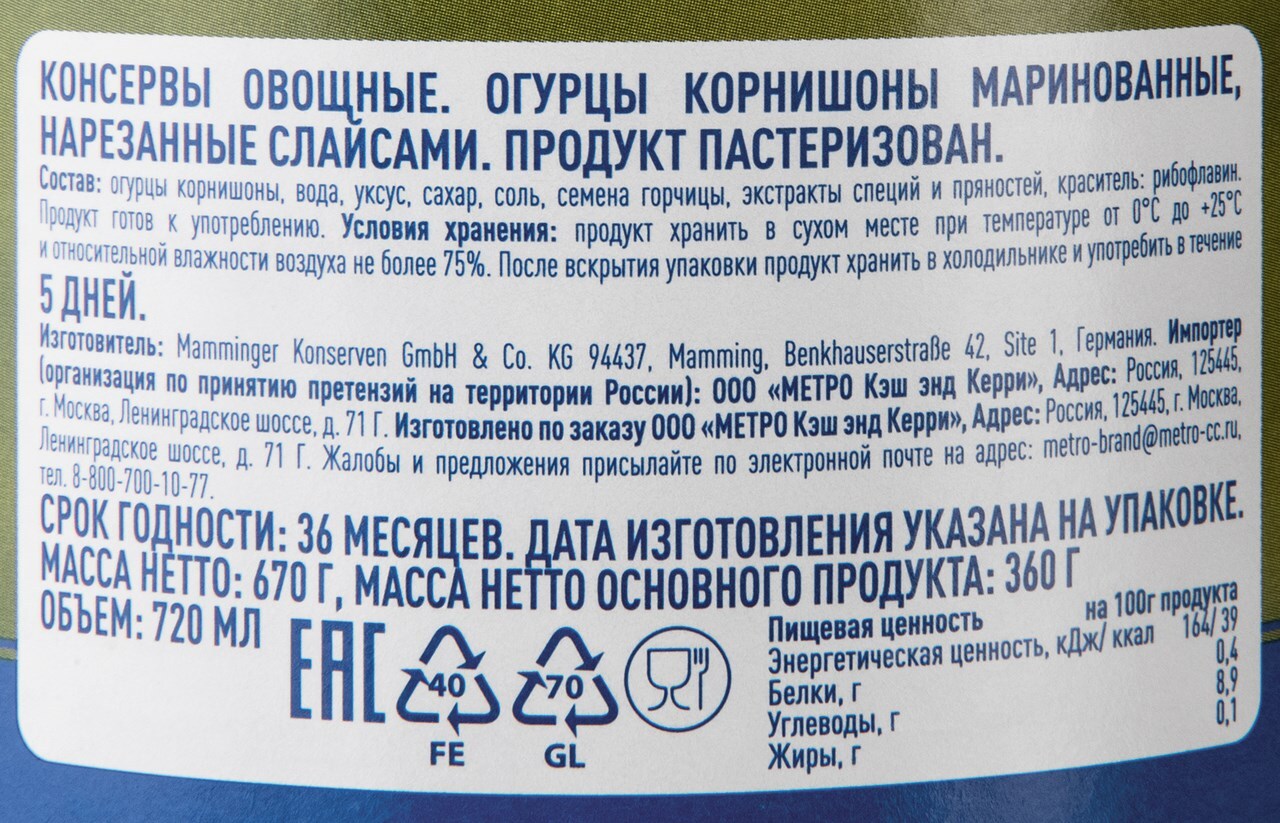 КОНСЕРВЫ ОВОЩНЫЕ. ОГУРЦЫ КОРНИШОНЫ МАРИНОВАННЫЕ,
НАРЕЗАННЫЕ СЛАЙСАМИ. ПРОДУКТ ПАСТЕРИЗОВАН.
Состав: огурцы корнишоны, вода, уксус, сахар, соль, семена горчицы, экстракты специй и пряностей, краситель: рибофлавин.
Продукт готов к употреблению. Условия хранения: продукт хранить в сухом месте при температуре от 0°C до +25°C
и относительной влажности воздуха не более 75%. После вскрытия упаковки продукт хранить в холодильнике и употребить в течение
5 ДНЕЙ.
Изготовитель: Mamminger Konserven GmbH & Co. KG 94437, Mamming, Benkhauserstraße 42, Site 1, Германия. Импортер
(организация по принятию претензий на территории России): ООО «МЕТРО Кэш энд Керри», Адрес: Россия, 125445,
г. Москва, Ленинградское шоссе, д. 71 Г. Изготовлено по заказу ООО «МЕТРО Кэш энд Керри», Адрес: Россия, 125445, г. Москва,
Ленинградское шоссе, д. 71 Г. Жалобы и предложения присылайте по электронной почте на адрес: metro-brand@metro-cc.ru,
тел. 8-800-700-10-77.
СРОК ГОДНОСТИ: 36 МЕСЯЦЕВ. ДАТА ИЗГОТОВЛЕНИЯ УКАЗАНА НА УПАКОВКЕ.
МАССА НЕТТО: 670 Г, МАССА НЕТТО ОСНОВНОГО ПРОДУКТА: 360 Г
ОБЪЕМ: 720 МЛ
EAC
40
FE
70
GL
Пищевая ценность на 100г продукта
Энергетическая ценность, кДж/ ккал 164/ 39
Белки, г 0,4
Углеводы, г 8,9
Жиры, г 0,1